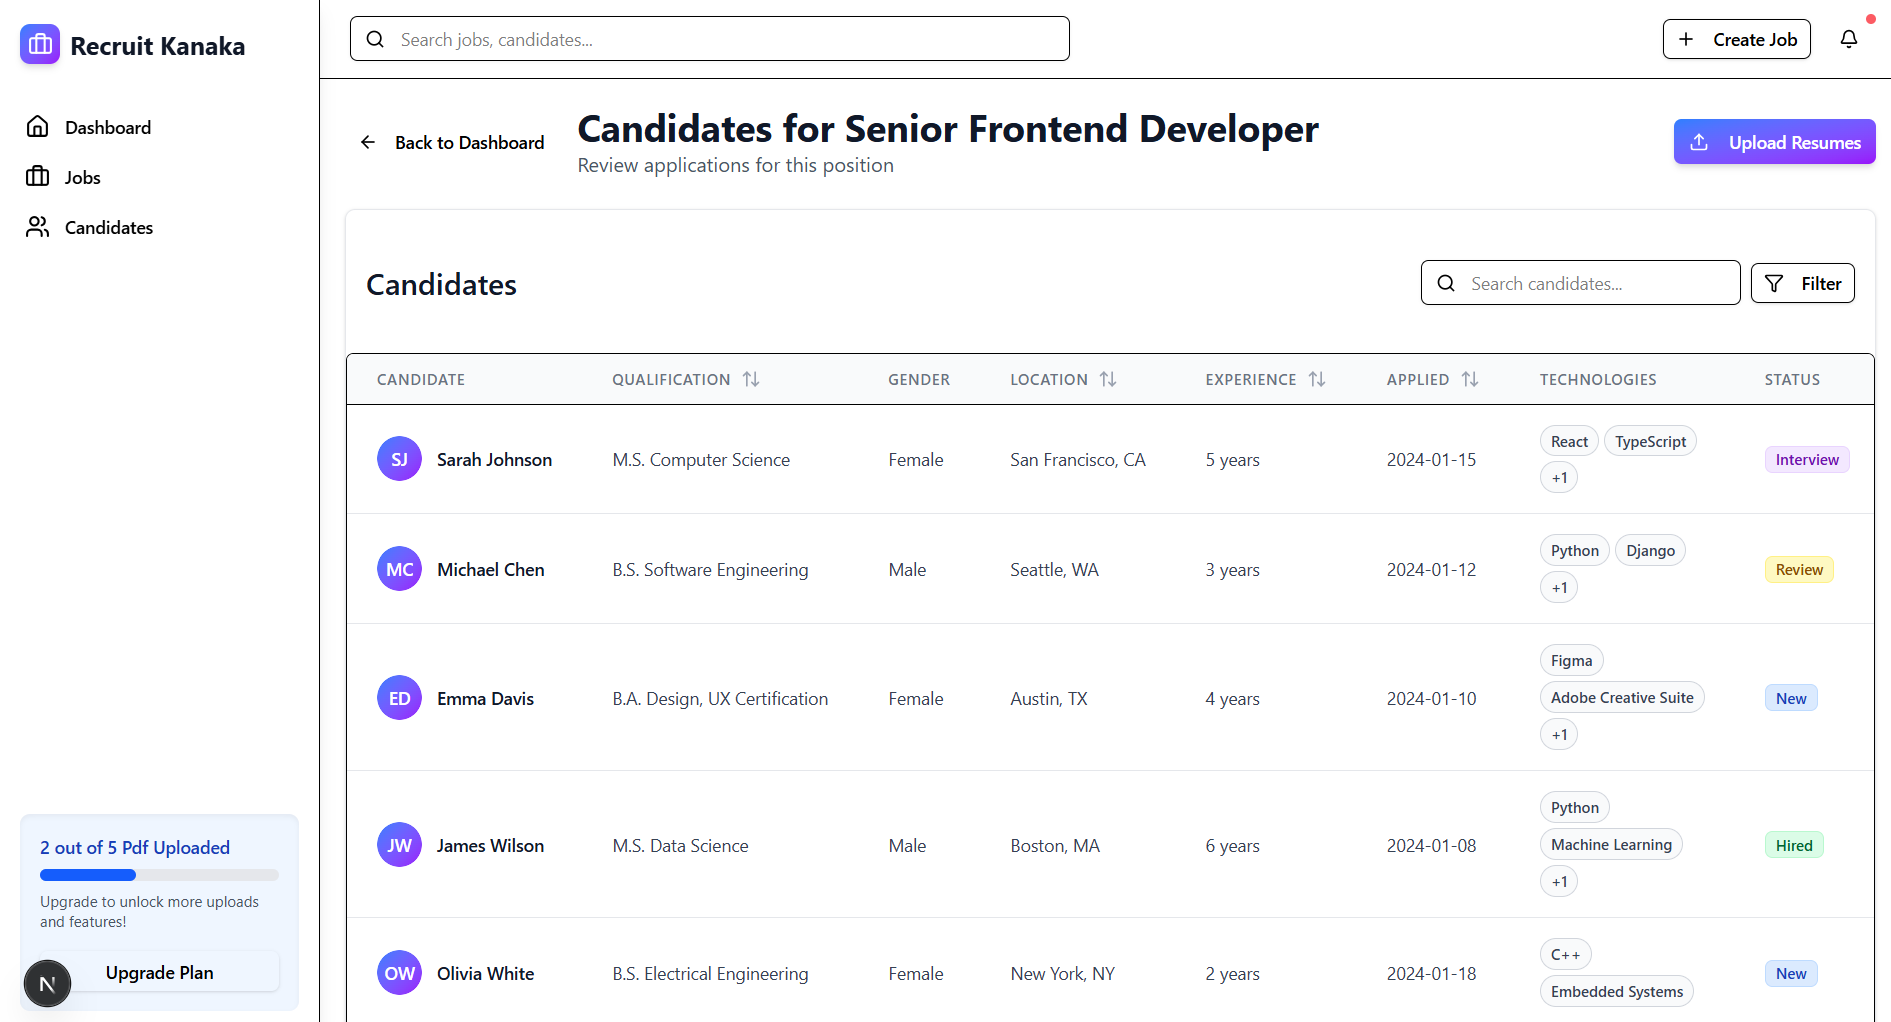 Recruit Kanaka
Search jobs, candidates...
Create Job
Dashboard
Jobs
Candidates
Back to Dashboard
Candidates for Senior Frontend Developer
Review applications for this position
Upload Resumes
Candidates
Search candidates...
Filter
CANDIDATE QUALIFICATION GENDER LOCATION EXPERIENCE APPLIED TECHNOLOGIES STATUS
SJ Sarah Johnson M.S. Computer Science Female San Francisco, CA 5 years 2024-01-15 React TypeScript +1 Interview
MC Michael Chen B.S. Software Engineering Male Seattle, WA 3 years 2024-01-12 Python Django +1 Review
ED Emma Davis B.A. Design, UX Certification Female Austin, TX 4 years 2024-01-10 Figma Adobe Creative Suite +1 New
JW James Wilson M.S. Data Science Male Boston, MA 6 years 2024-01-08 Python Machine Learning +1 Hired
OW Olivia White B.S. Electrical Engineering Female New York, NY 2 years 2024-01-18 C++ Embedded Systems New
2 out of 5 Pdf Uploaded
Upgrade to unlock more uploads
and features!
Upgrade Plan
N